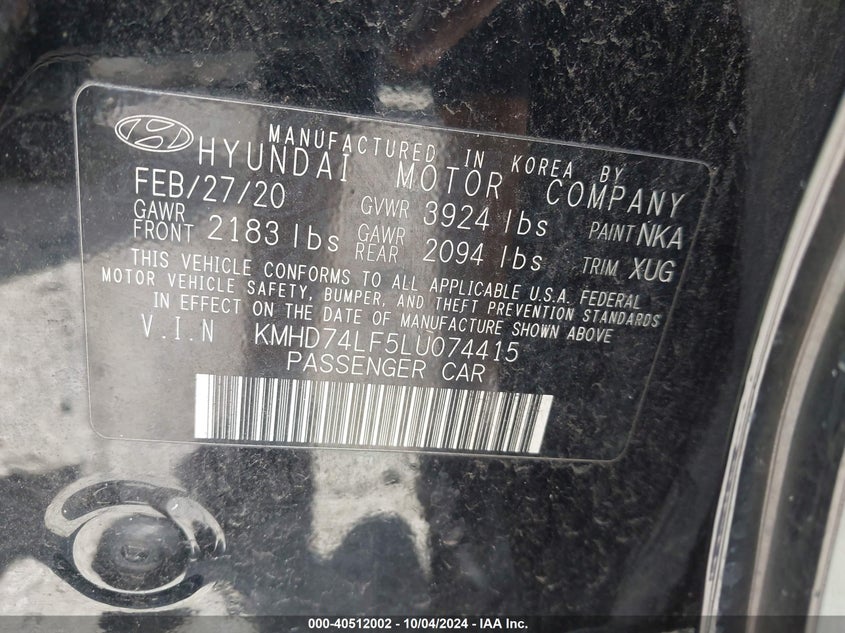 MANUFACTURED IN KOREA BY
HYUNDAI MOTOR COMPANY
FEB/27/20 GVWR 3924 lbs PAINT NKA
GAWR FRONT 2183 lbs GAWR REAR 2094 lbs TRIM XUG
THIS VEHICLE CONFORMS TO ALL APPLICABLE U.S.A. FEDERAL
MOTOR VEHICLE SAFETY, BUMPER, AND THEFT PREVENTION STANDARDS
IN EFFECT ON THE DATE OF MANUFACTURE SHOWN ABOVE
V.I.N KMHD74LF5LU074415
PASSENGER CAR
000-40512002 - 10/04/2024 - IAA Inc.